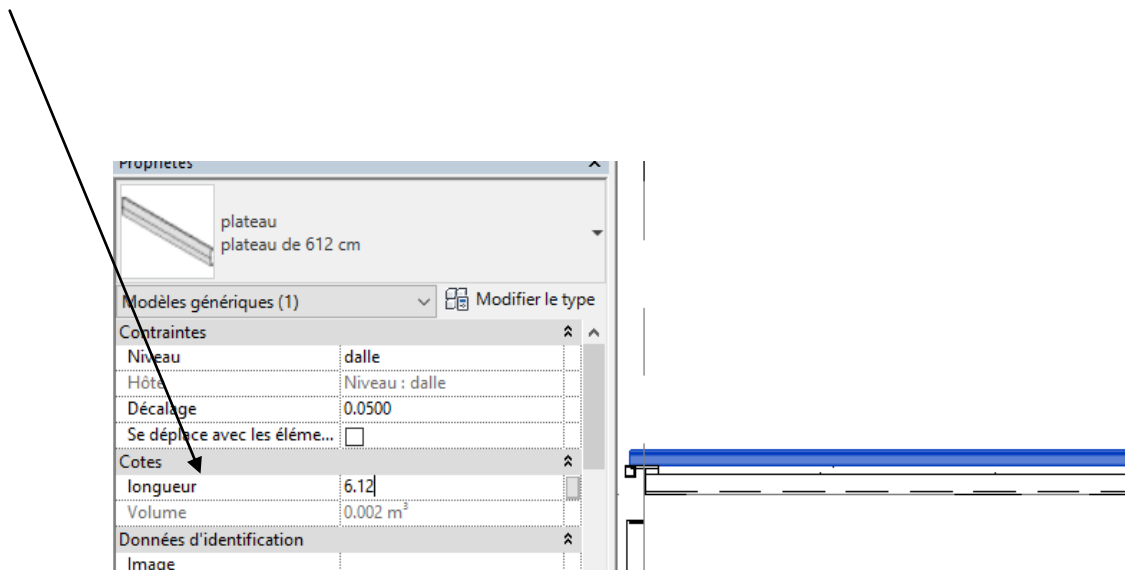 Propriétés
plateau
plateau de 612 cm
Modèles génériques (1) Modifier le type
Contraintes
Niveau dalle
Hôte Niveau : dalle
Décalage 0.0500
Se déplace avec les éléme...
Cotes
longueur 6.12
Volume 0.002 m³
Données d'identification
Image